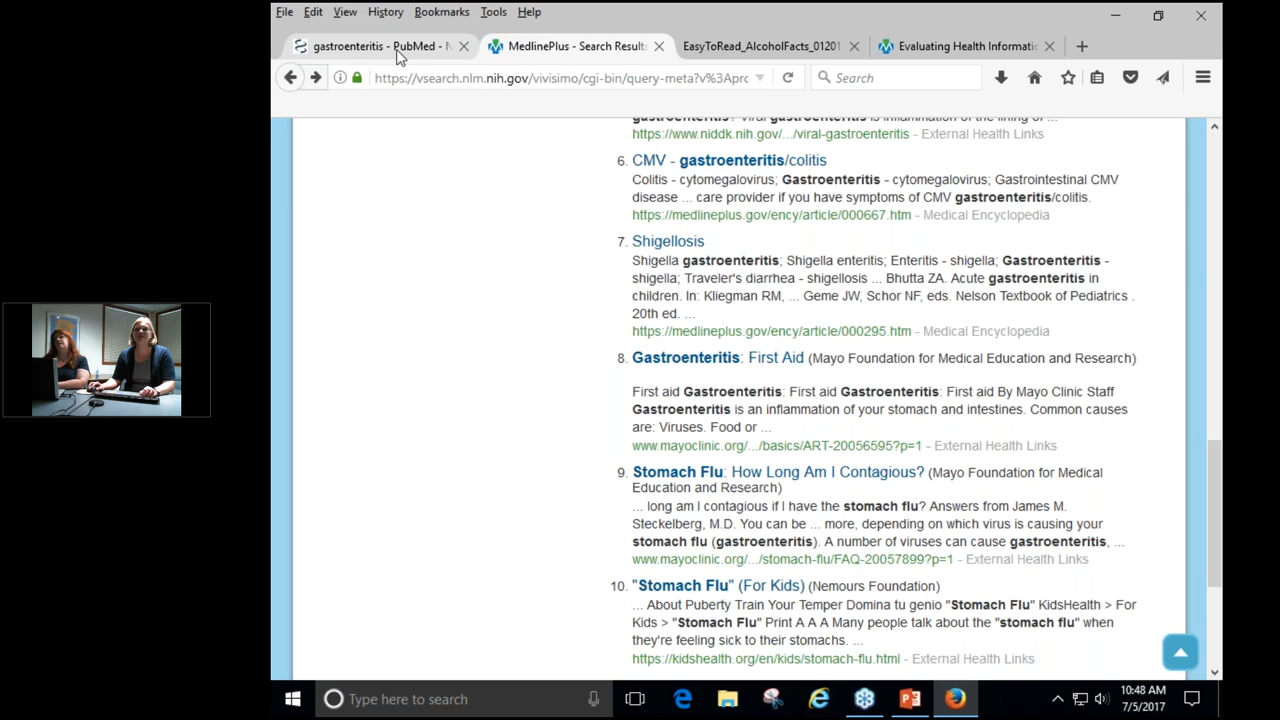 File Edit View History Bookmarks Tools Help
gastroenteritis - PubMed - N
MedlinePlus - Search Results
EasyToRead_AlcoholFacts_01201
Evaluating Health Informati
https://vsearch.nlm.nih.gov/vivisimo/cgi-bin/query-meta?v%3Aprc
Search
https://www.niddk.nih.gov/.../viral-gastroenteritis - External Health Links
6. CMV - gastroenteritis/colitis
Colitis - cytomegalovirus; Gastroenteritis - cytomegalovirus; Gastrointestinal CMV
disease ... care provider if you have symptoms of CMV gastroenteritis/colitis.
https://medlineplus.gov/ency/article/000667.htm - Medical Encyclopedia
7. Shigellosis
Shigella gastroenteritis; Shigella enteritis; Enteritis - shigella; Gastroenteritis -
shigella; Traveler's diarrhea - shigellosis ... Bhutta ZA. Acute gastroenteritis in
children. In: Kliegman RM, ... Geme JW, Schor NF, eds. Nelson Textbook of Pediatrics .
20th ed. ...
https://medlineplus.gov/ency/article/000295.htm - Medical Encyclopedia
8. Gastroenteritis: First Aid (Mayo Foundation for Medical Education and Research)
First aid Gastroenteritis: First aid Gastroenteritis: First aid By Mayo Clinic Staff
Gastroenteritis is an inflammation of your stomach and intestines. Common causes
are: Viruses. Food or ...
www.mayoclinic.org/.../basics/ART-20056595?p=1 - External Health Links
9. Stomach Flu: How Long Am I Contagious? (Mayo Foundation for Medical
Education and Research)
... long am I contagious if I have the stomach flu? Answers from James M.
Steckelberg, M.D. You can be ... more, depending on which virus is causing your
stomach flu (gastroenteritis). A number of viruses can cause gastroenteritis, ...
www.mayoclinic.org/.../stomach-flu/FAQ-20057899?p=1 - External Health Links
10. "Stomach Flu" (For Kids) (Nemours Foundation)
... About Puberty Train Your Temper Domina tu genio "Stomach Flu" KidsHealth > For
Kids > "Stomach Flu" Print A A A Many people talk about the "stomach flu" when
they're feeling sick to their stomachs. ...
https://kidshealth.org/en/kids/stomach-flu.html - External Health Links
Type here to search
10:48 AM
7/5/2017